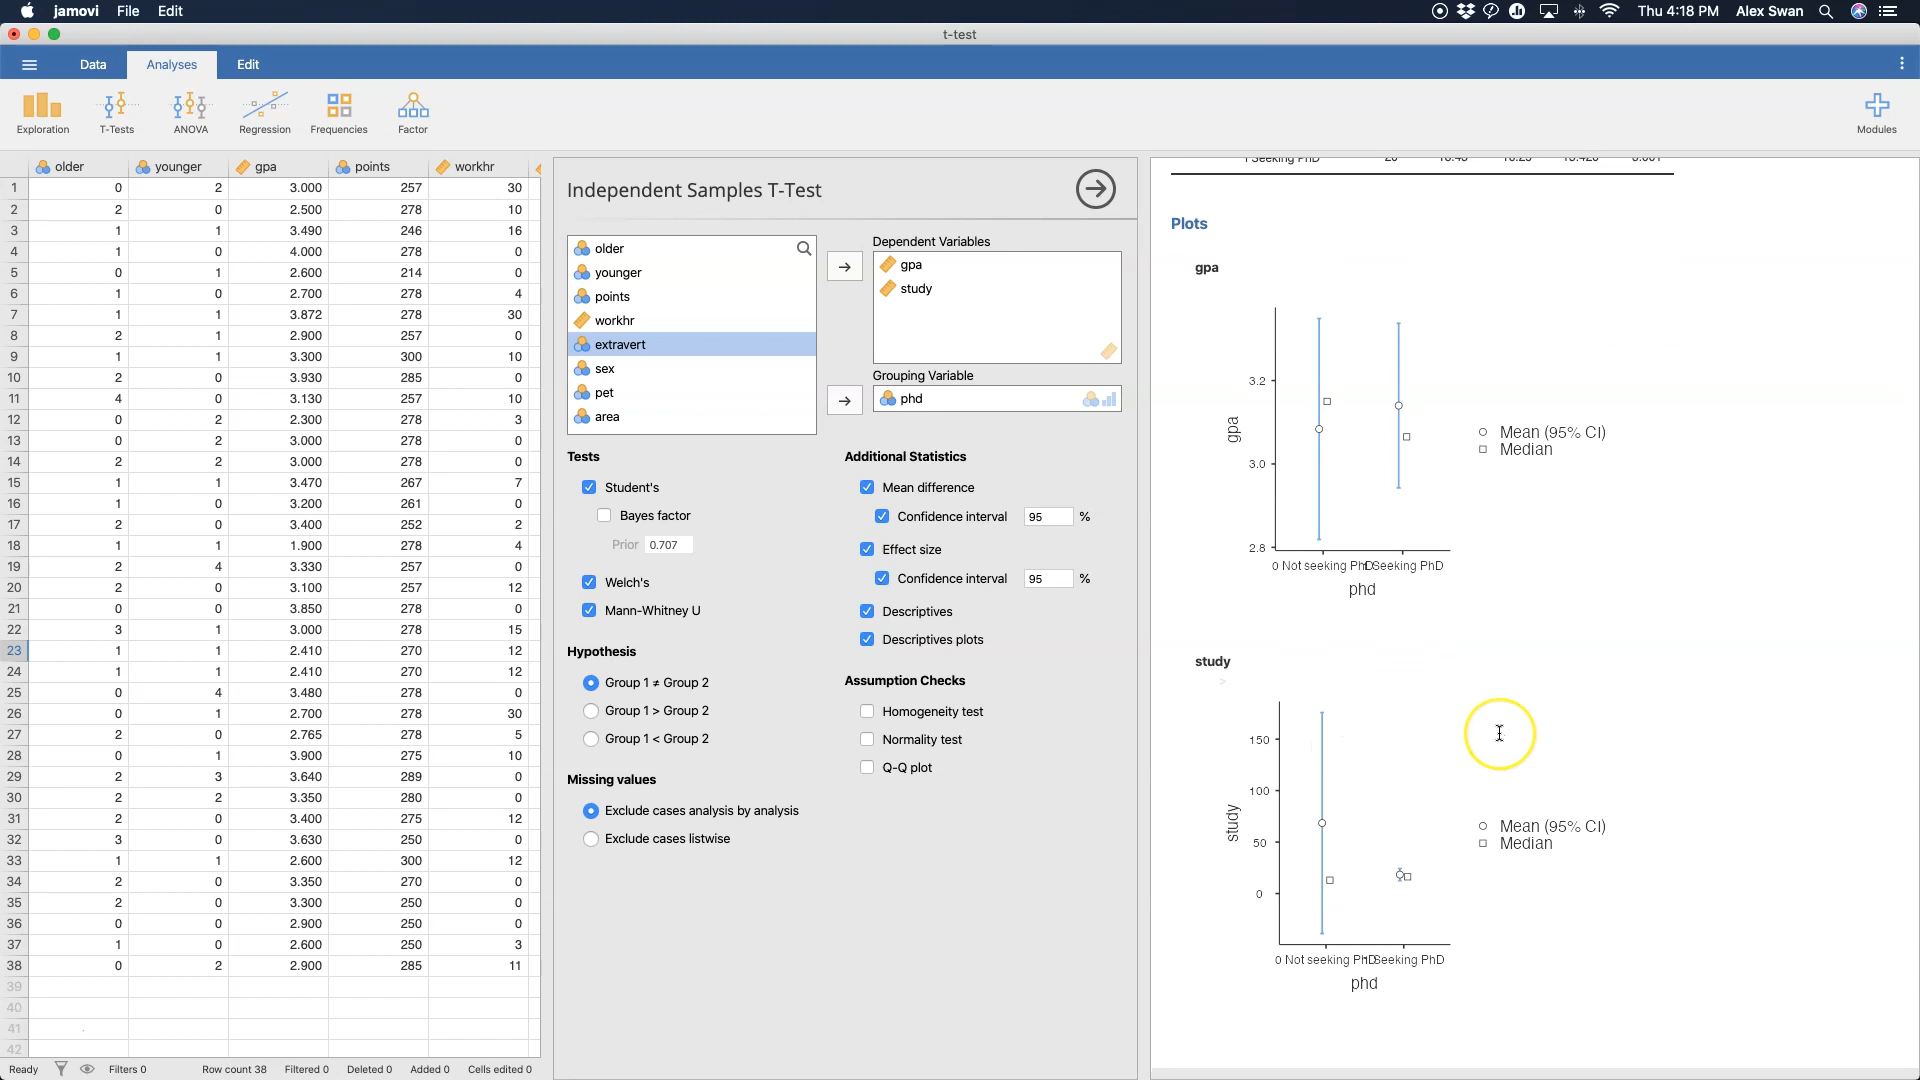 jamovi File Edit
Thu 4:18 PM Alex Swan
t-test
Data Analyses Edit
Exploration T-Tests ANOVA Regression Frequencies Factor Modules
older younger gpa points workhr
1 0 2 3.000 257 30
2 2 0 2.500 278 10
3 1 1 3.490 246 16
4 1 0 4.000 278 0
5 0 1 2.600 214 0
6 1 0 2.700 278 4
7 1 1 3.872 278 30
8 2 1 2.900 257 0
9 1 1 3.300 300 10
10 2 0 3.930 285 0
11 4 0 3.130 257 10
12 0 2 2.300 278 3
13 0 2 3.000 278 0
14 2 2 3.000 278 0
15 1 1 3.470 267 7
16 1 0 3.200 261 0
17 2 0 3.400 252 2
18 1 1 1.900 278 4
19 2 4 3.330 257 0
20 2 0 3.100 257 12
21 0 0 3.850 278 0
22 3 1 3.000 278 15
23 1 1 2.410 270 12
24 1 1 2.410 270 12
25 0 4 3.480 278 0
26 0 1 2.700 278 30
27 2 0 2.765 278 5
28 0 1 3.900 275 10
29 2 3 3.640 289 0
30 2 2 3.350 280 0
31 2 0 3.400 275 12
32 3 0 3.630 250 0
33 1 1 2.600 300 12
34 2 0 3.350 270 0
35 2 0 3.300 250 0
36 0 0 2.900 250 0
37 1 0 2.600 250 3
38 0 2 2.900 285 11
39
40
41
42
Ready Filters 0 Row count 38 Filtered 0 Deleted 0 Added 0 Cells edited 0
Independent Samples T-Test
older
younger
points
workhr
extravert
sex
pet
area
Dependent Variables
gpa
study
Grouping Variable
phd
Tests
Student's
Bayes factor
Prior 0.707
Welch's
Mann-Whitney U
Hypothesis
Group 1 ≠ Group 2
Group 1 > Group 2
Group 1 < Group 2
Missing values
Exclude cases analysis by analysis
Exclude cases listwise
Additional Statistics
Mean difference
Confidence interval 95 %
Effect size
Confidence interval 95 %
Descriptives
Descriptives plots
Assumption Checks
Homogeneity test
Normality test
Q-Q plot
Plots
gpa
3.2
3.0
2.8
gpa
0 Not seeking PhD 1 Seeking PhD
phd
Mean (95% CI)
Median
study
150
100
50
0
study
0 Not seeking PhD 1 Seeking PhD
phd
Mean (95% CI)
Median